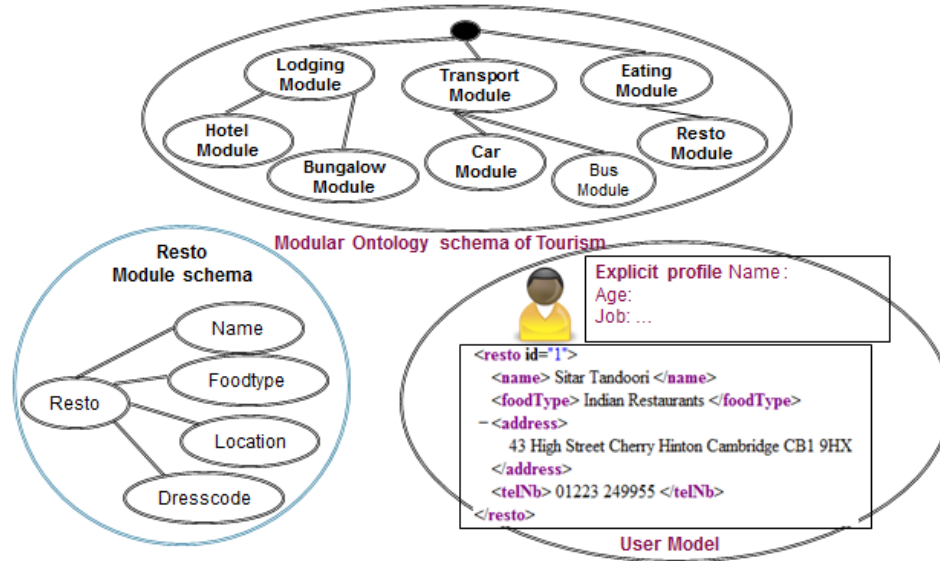 Lodging
Module
Transport
Module
Eating
Module
Hotel
Module
Bungalow
Module
Car
Module
Bus
Module
Resto
Module
Modular Ontology schema of Tourism
Resto
Module schema
Name
Foodtype
Resto
Location
Dresscode
Explicit profile Name :
Age:
Job: ...
<resto id="1">
<name> Sitar Tandoori </name>
<foodType> Indian Restaurants </foodType>
− <address>
43 High Street Cherry Hinton Cambridge CB1 9HX
</address>
<telNb> 01223 249955 </telNb>
</resto>
User Model